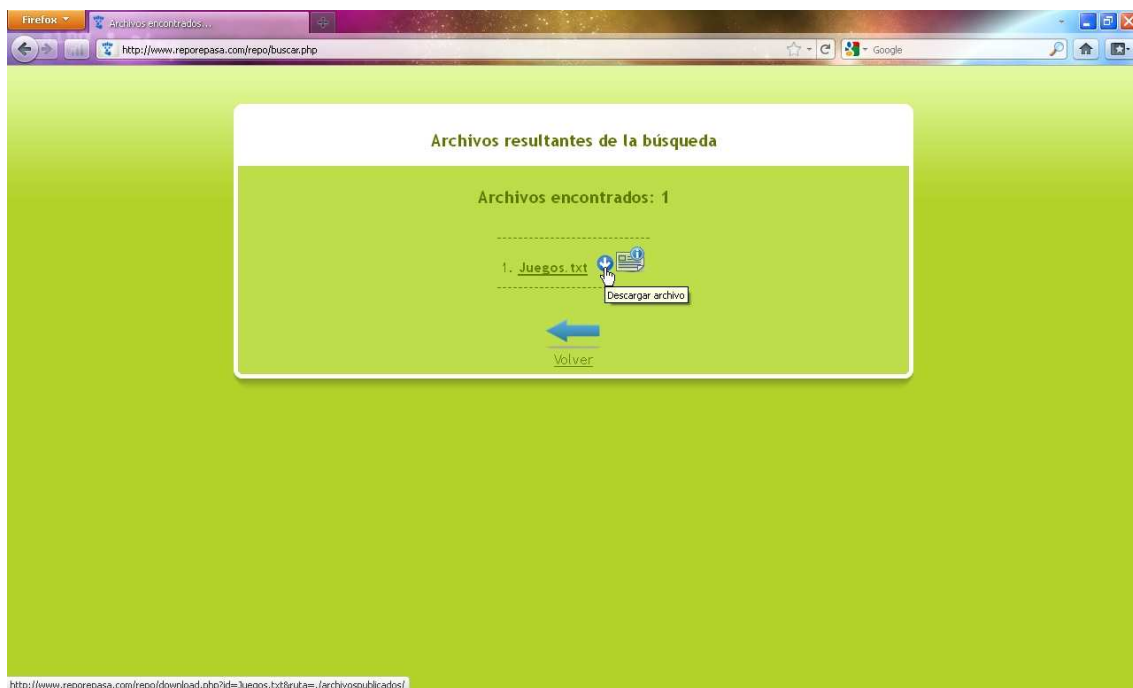 Firefox
Archivos encontrados...
http://www.reporepasa.com/repo/buscar.php
Google
Archivos resultantes de la búsqueda
Archivos encontrados: 1
1. Juegos.txt
Descargar archivo
Volver
http://www.reporepasa.com/repo/download.php?id=Juegos.txt&ruta=./archivospublicados/